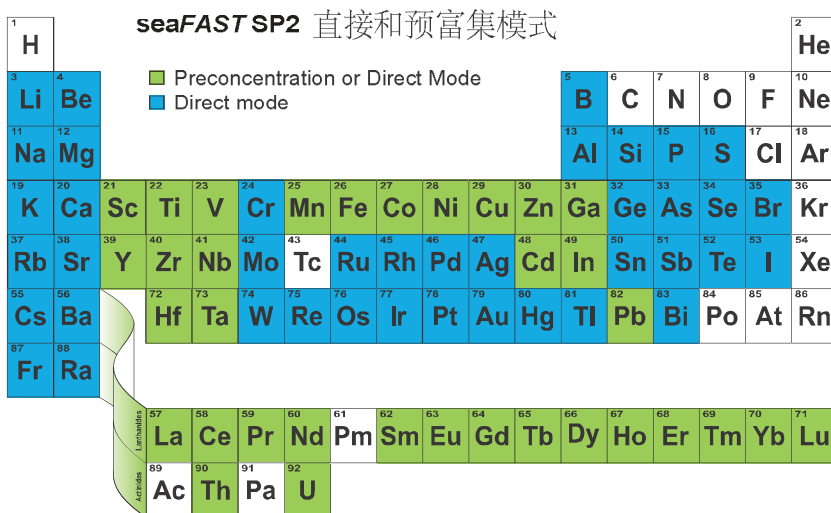 seaFAST SP2 直接和预富集模式
Preconcentration or Direct Mode
Direct mode
1 H 2 He
3 Li 4 Be 5 B 6 C 7 N 8 O 9 F 10 Ne
11 Na 12 Mg 13 Al 14 Si 15 P 16 S 17 Cl 18 Ar
19 K 20 Ca 21 Sc 22 Ti 23 V 24 Cr 25 Mn 26 Fe 27 Co 28 Ni 29 Cu 30 Zn 31 Ga 32 Ge 33 As 34 Se 35 Br 36 Kr
37 Rb 38 Sr 39 Y 40 Zr 41 Nb 42 Mo 43 Tc 44 Ru 45 Rh 46 Pd 47 Ag 48 Cd 49 In 50 Sn 51 Sb 52 Te 53 I 54 Xe
55 Cs 56 Ba 72 Hf 73 Ta 74 W 75 Re 76 Os 77 Ir 78 Pt 79 Au 80 Hg 81 Tl 82 Pb 83 Bi 84 Po 85 At 86 Rn
87 Fr 88 Ra
Lanthanides 57 La 58 Ce 59 Pr 60 Nd 61 Pm 62 Sm 63 Eu 64 Gd 65 Tb 66 Dy 67 Ho 68 Er 69 Tm 70 Yb 71 Lu
Actinides 89 Ac 90 Th 91 Pa 92 U